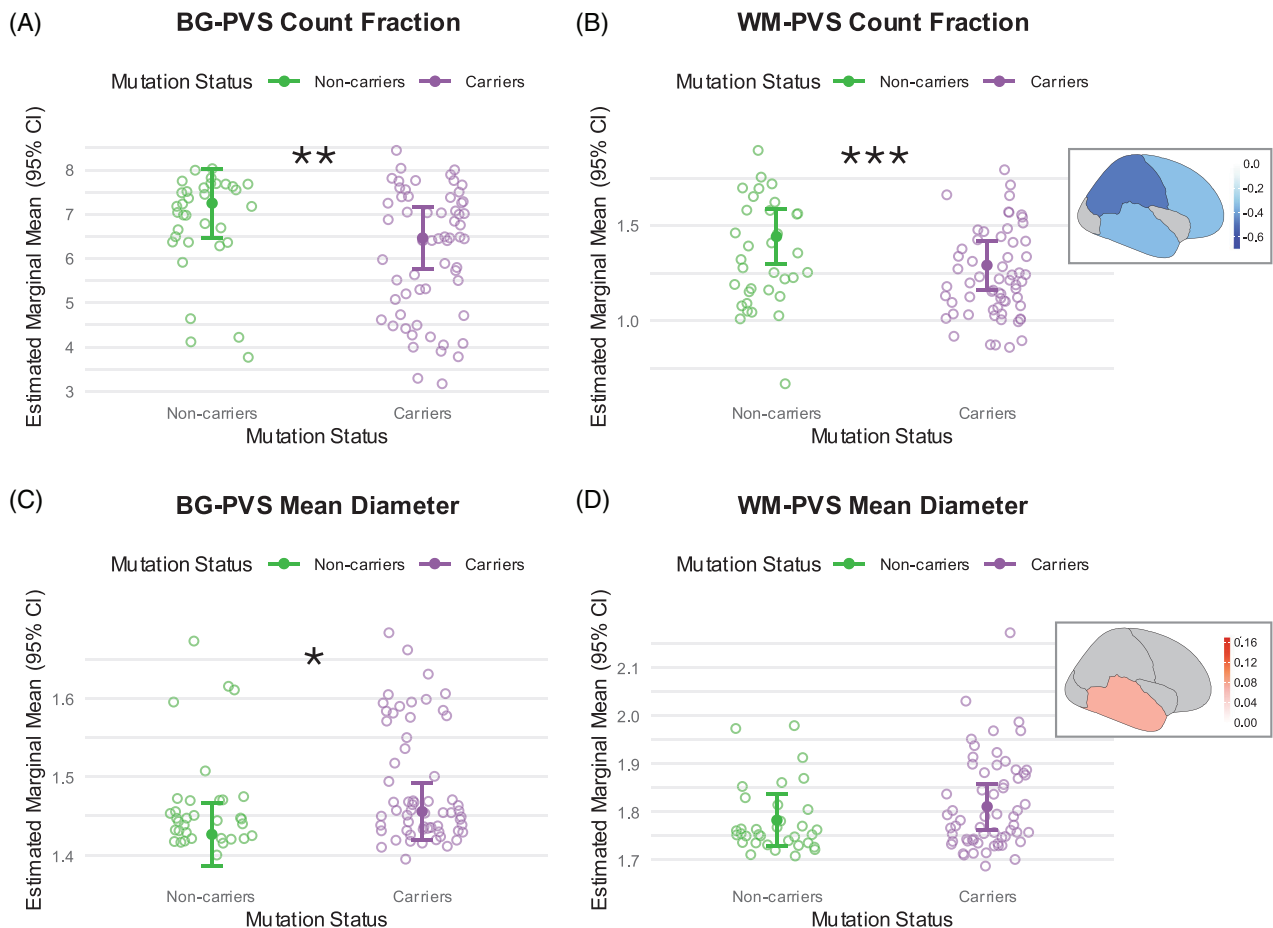 (A) BG-PVS Count Fraction
Mutation Status Non-carriers Carriers
Estimated Marginal Mean (95% CI)
**
8
7
6
5
4
3
Non-carriers Carriers
Mutation Status
(B) WM-PVS Count Fraction
Mutation Status Non-carriers Carriers
Estimated Marginal Mean (95% CI)
***
1.5
1.0
0.0
-0.2
-0.4
-0.6
Non-carriers Carriers
Mutation Status
(C) BG-PVS Mean Diameter
Mutation Status Non-carriers Carriers
Estimated Marginal Mean (95% CI)
*
1.6
1.5
1.4
Non-carriers Carriers
Mutation Status
(D) WM-PVS Mean Diameter
Mutation Status Non-carriers Carriers
Estimated Marginal Mean (95% CI)
2.1
2.0
1.9
1.8
1.7
0.16
0.12
0.08
0.04
0.00
Non-carriers Carriers
Mutation Status